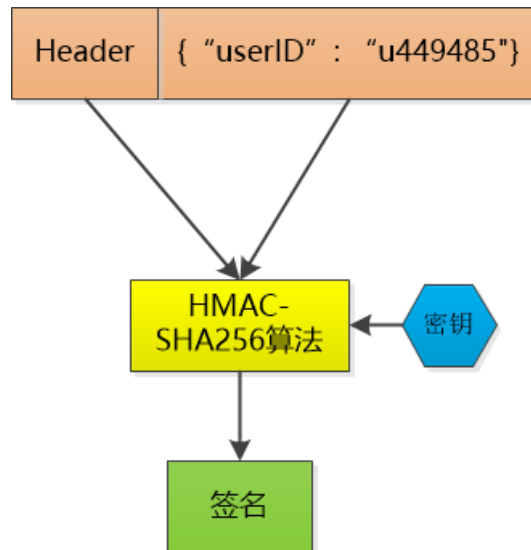 Header
{ “userID” : “u449485"}
HMAC-
SHA256算法
密钥
签名